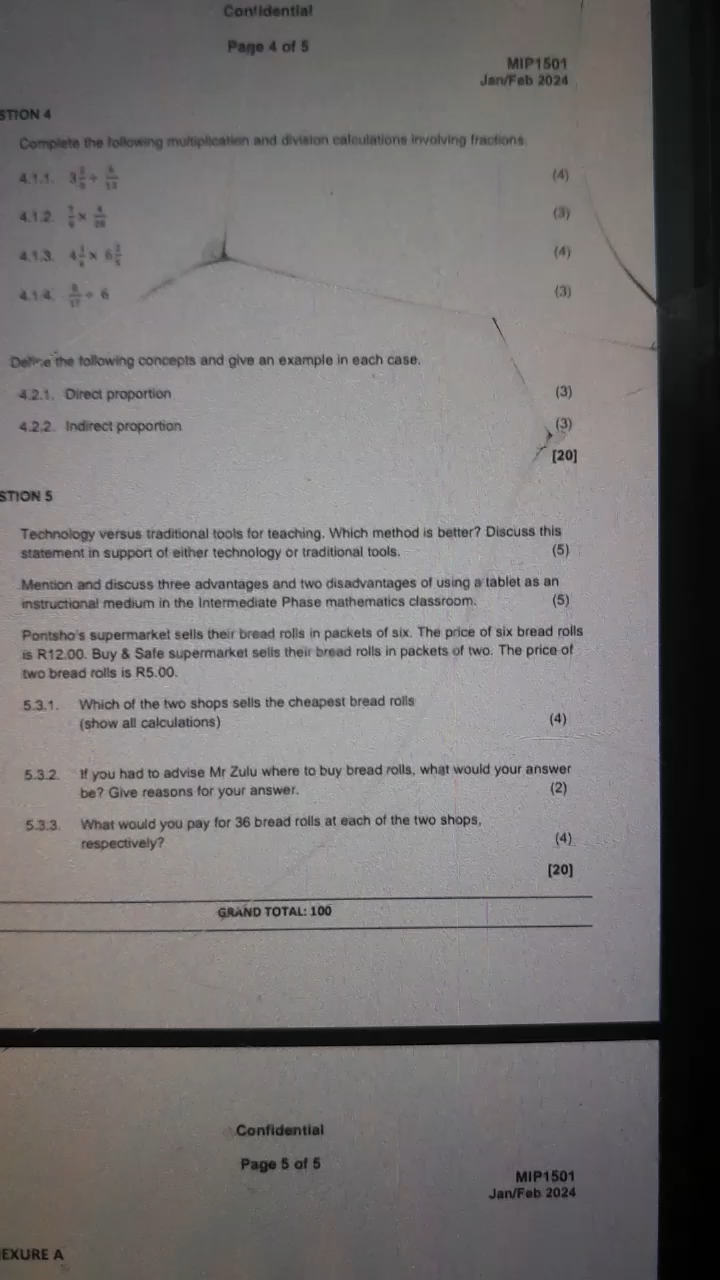 Confidential
Page 4 of 5
MIP1501
Jan/Feb 2024
STION 4
Complete the following multiplication and division calculations involving fractions.
4.1.1. (4)
4.1.2. (3)
4.1.3. (4)
4.1.4. ÷ 6 (3)
Define the following concepts and give an example in each case.
4.2.1. Direct proportion (3)
4.2.2. Indirect proportion (3)
[20]
STION 5
Technology versus traditional tools for teaching. Which method is better? Discuss this
statement in support of either technology or traditional tools. (5)
Mention and discuss three advantages and two disadvantages of using a tablet as an
instructional medium in the Intermediate Phase mathematics classroom. (5)
Pontsho's supermarket sells their bread rolls in packets of six. The price of six bread rolls
is R12.00. Buy & Safe supermarket sells their bread rolls in packets of two. The price of
two bread rolls is R5.00.
5.3.1. Which of the two shops sells the cheapest bread rolls
(show all calculations) (4)
5.3.2. If you had to advise Mr Zulu where to buy bread rolls, what would your answer
be? Give reasons for your answer. (2)
5.3.3. What would you pay for 36 bread rolls at each of the two shops,
respectively? (4)
[20]
GRAND TOTAL: 100
Confidential
Page 5 of 5
MIP1501
Jan/Feb 2024
EXURE A